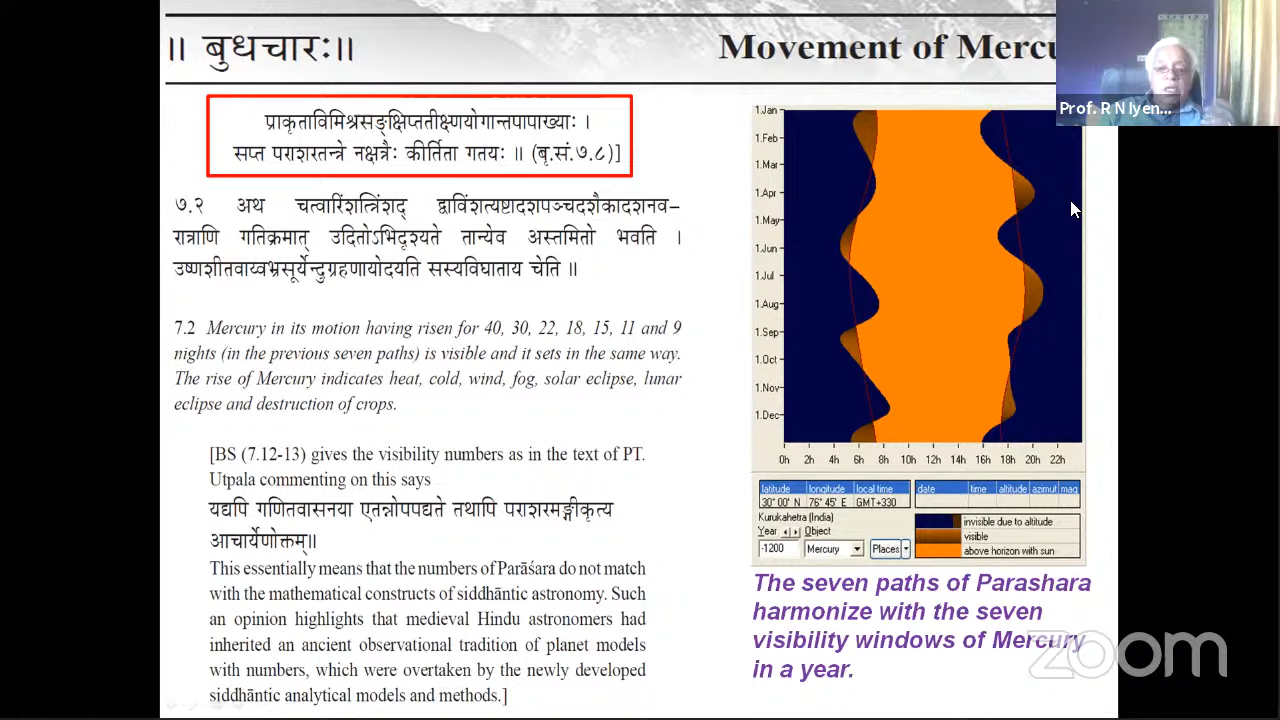 ॥ बुधचारः॥
Movement of Mercu
प्राकृताविमिश्रसङ्क्षिप्ततीक्ष्णयोगान्तपापाख्याः ।
सप्त पराशरतन्त्रे नक्षत्रैः कीर्तिता गतयः ॥ (बृ.सं.७.८)]
७.२ अथ चत्वारिंशत्त्रिंशद् द्वाविंशत्यष्टादशपञ्चदशैकादशनव–
रात्राणि गतिक्रमात् उदितोऽभिदृश्यते तान्येव अस्तमितो भवति ।
उष्णशीतवाय्वभ्रसूर्येन्दुग्रहणायोदयति सस्यविघाताय चेति ॥
7.2 Mercury in its motion having risen for 40, 30, 22, 18, 15, 11 and 9
nights (in the previous seven paths) is visible and it sets in the same way.
The rise of Mercury indicates heat, cold, wind, fog, solar eclipse, lunar
eclipse and destruction of crops.
[BS (7.12-13) gives the visibility numbers as in the text of PT.
Utpala commenting on this says
यद्यपि गणितवासनया एतन्नोपपद्यते तथापि पराशरमङ्गीकृत्य
आचार्येणोक्तम्॥
This essentially means that the numbers of Parāśara do not match
with the mathematical constructs of siddhāntic astronomy. Such
an opinion highlights that medieval Hindu astronomers had
inherited an ancient observational tradition of planet models
with numbers, which were overtaken by the newly developed
siddhāntic analytical models and methods.]
Prof. R N Iyen...
1.Jan
1.Feb
1.Mar
1.Apr
1.May
1.Jun
1.Jul
1.Aug
1.Sep
1.Oct
1.Nov
1.Dec
0h 2h 4h 6h 8h 10h 12h 14h 16h 18h 20h 22h
latitude longitude local time
30° 00' N 76° 45' E GMT+330
date time altitude azimut mag
Kurukahetra (India)
Year Object
-1200 Mercury Places
invisible due to altitude
visible
above horizon with sun
The seven paths of Parashara
harmonize with the seven
visibility windows of Mercury
in a year.
zoom